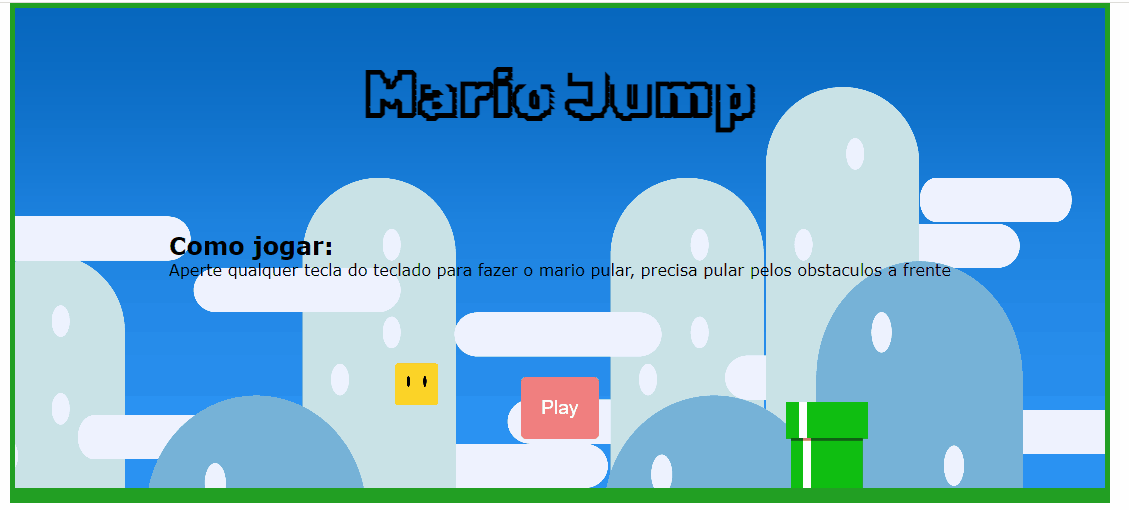 Mario Jump
Como jogar:
Aperte qualquer tecla do teclado para fazer o mario pular, precisa pular pelos obstaculos a frente
Play